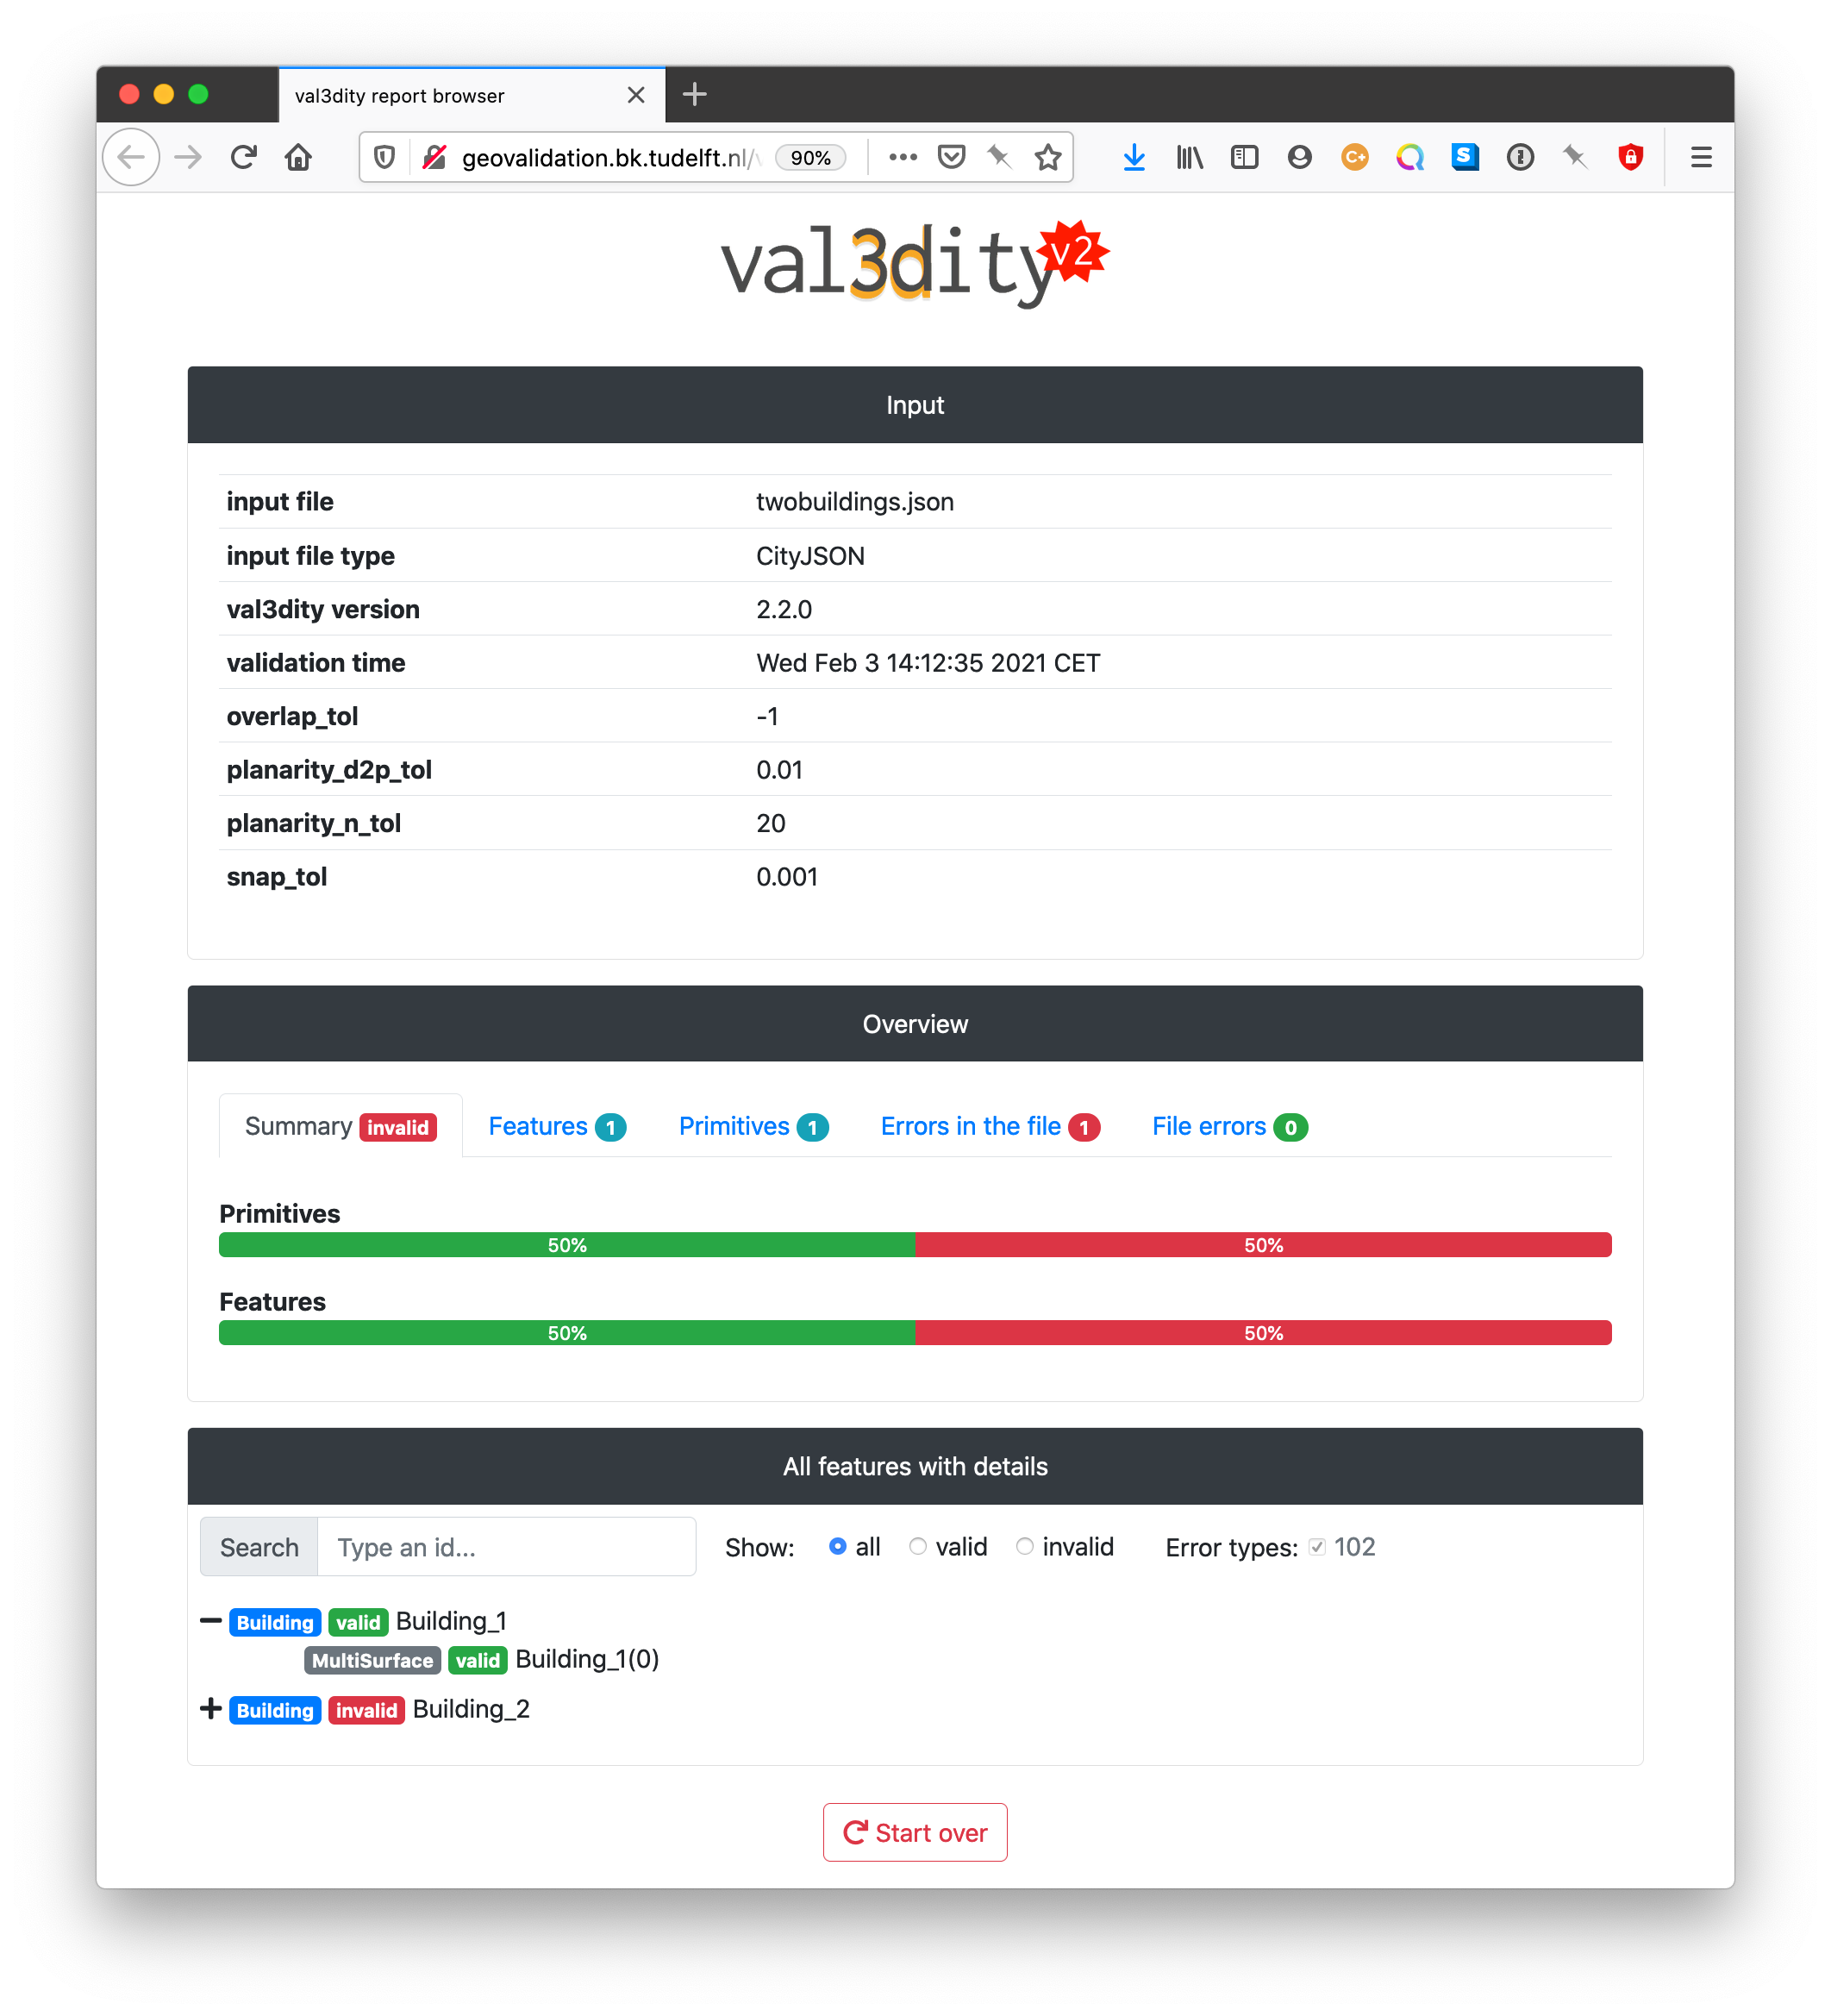 val3dity report browser
geovalidation.bk.tudelft.nl/
90%
val3dity v2
Input
input file twobuildings.json
input file type CityJSON
val3dity version 2.2.0
validation time Wed Feb 3 14:12:35 2021 CET
overlap_tol -1
planarity_d2p_tol 0.01
planarity_n_tol 20
snap_tol 0.001
Overview
Summary invalid Features 1 Primitives 1 Errors in the file 1 File errors 0
Primitives
50% 50%
Features
50% 50%
All features with details
Search Type an id... Show: all valid invalid Error types: 102
Building valid Building_1
MultiSurface valid Building_1(0)
Building invalid Building_2
Start over